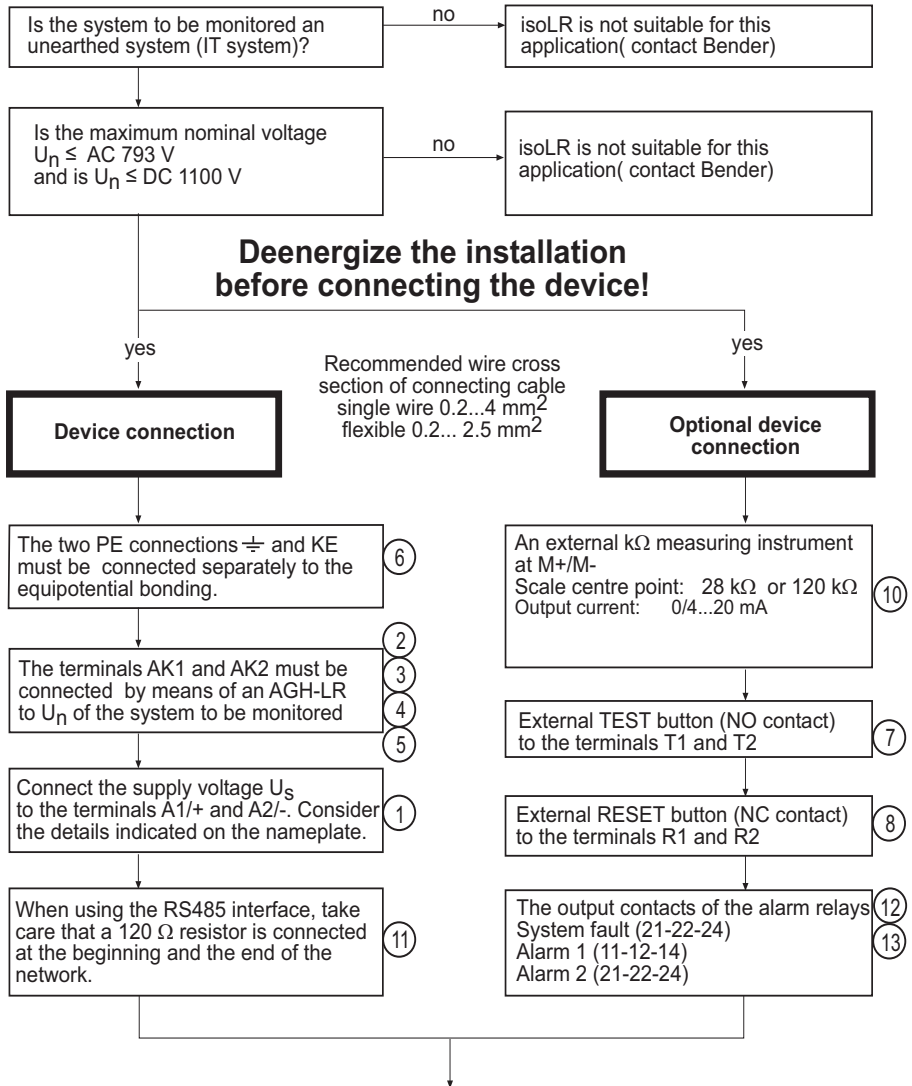 Is the system to be monitored an
unearthed system (IT system)?
no
isoLR is not suitable for this
application( contact Bender)
Is the maximum nominal voltage
Un ≤ AC 793 V
and is Un ≤ DC 1100 V
no
isoLR is not suitable for this
application( contact Bender)
Deenergize the installation
before connecting the device!
yes
yes
Recommended wire cross
section of connecting cable
single wire 0.2...4 mm2
flexible 0.2... 2.5 mm2
Device connection
The two PE connections ⏚ and KE
must be connected separately to the
equipotential bonding.
6
The terminals AK1 and AK2 must be
connected by means of an AGH-LR
to Un of the system to be monitored
2
3
4
5
Connect the supply voltage Us
to the terminals A1/+ and A2/-. Consider
the details indicated on the nameplate.
1
When using the RS485 interface, take
care that a 120 Ω resistor is connected
at the beginning and the end of the
network.
11
Optional device
connection
An external kΩ measuring instrument
at M+/M-
Scale centre point: 28 kΩ or 120 kΩ
Output current: 0/4...20 mA
10
External TEST button (NO contact)
to the terminals T1 and T2
7
External RESET button (NC contact)
to the terminals R1 and R2
8
The output contacts of the alarm relays
System fault (21-22-24)
Alarm 1 (11-12-14)
Alarm 2 (21-22-24)
12
13